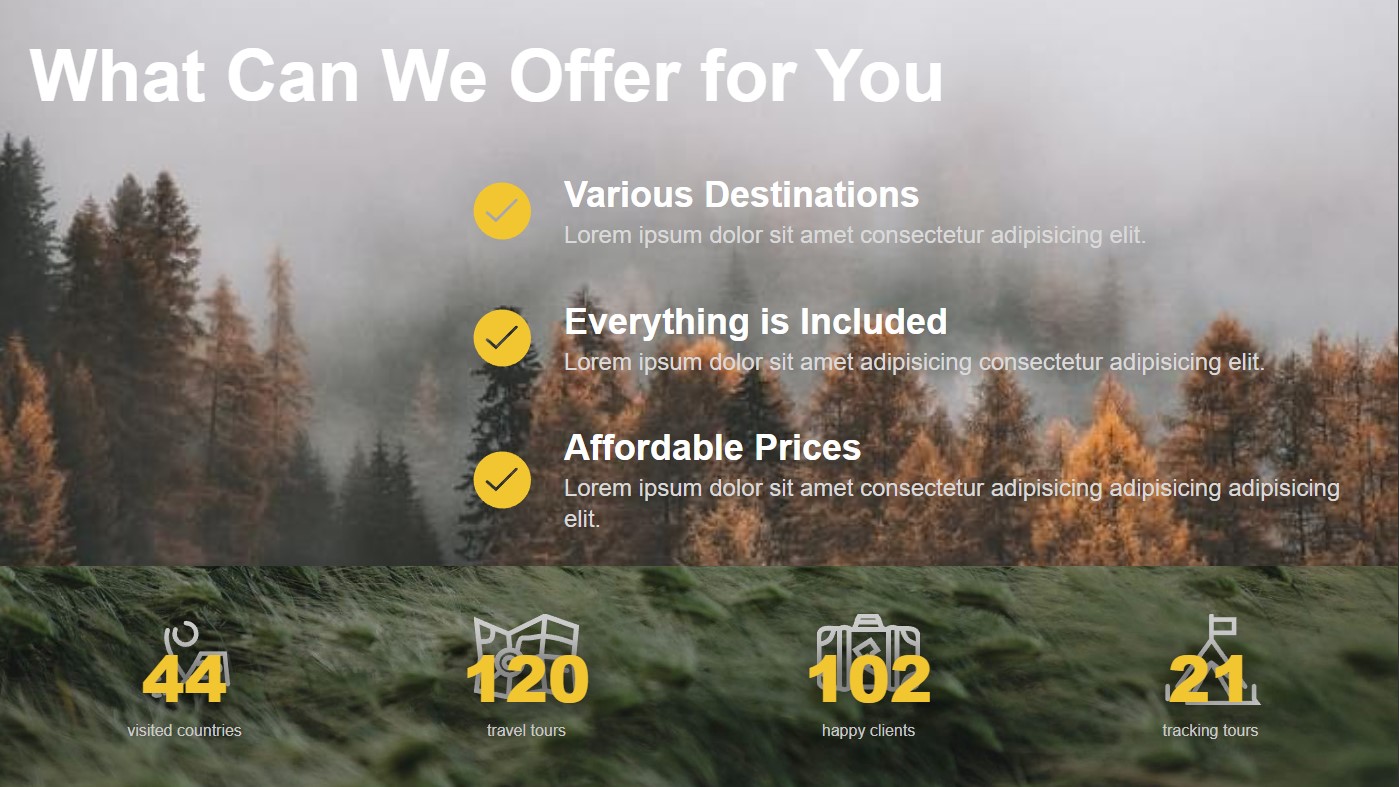 What Can We Offer for You
Various Destinations
Lorem ipsum dolor sit amet consectetur adipisicing elit.
Everything is Included
Lorem ipsum dolor sit amet adipisicing consectetur adipisicing elit.
Affordable Prices
Lorem ipsum dolor sit amet consectetur adipisicing adipisicing adipisicing
elit.
44
120
102
21
visited countries
travel tours
happy clients
tracking tours